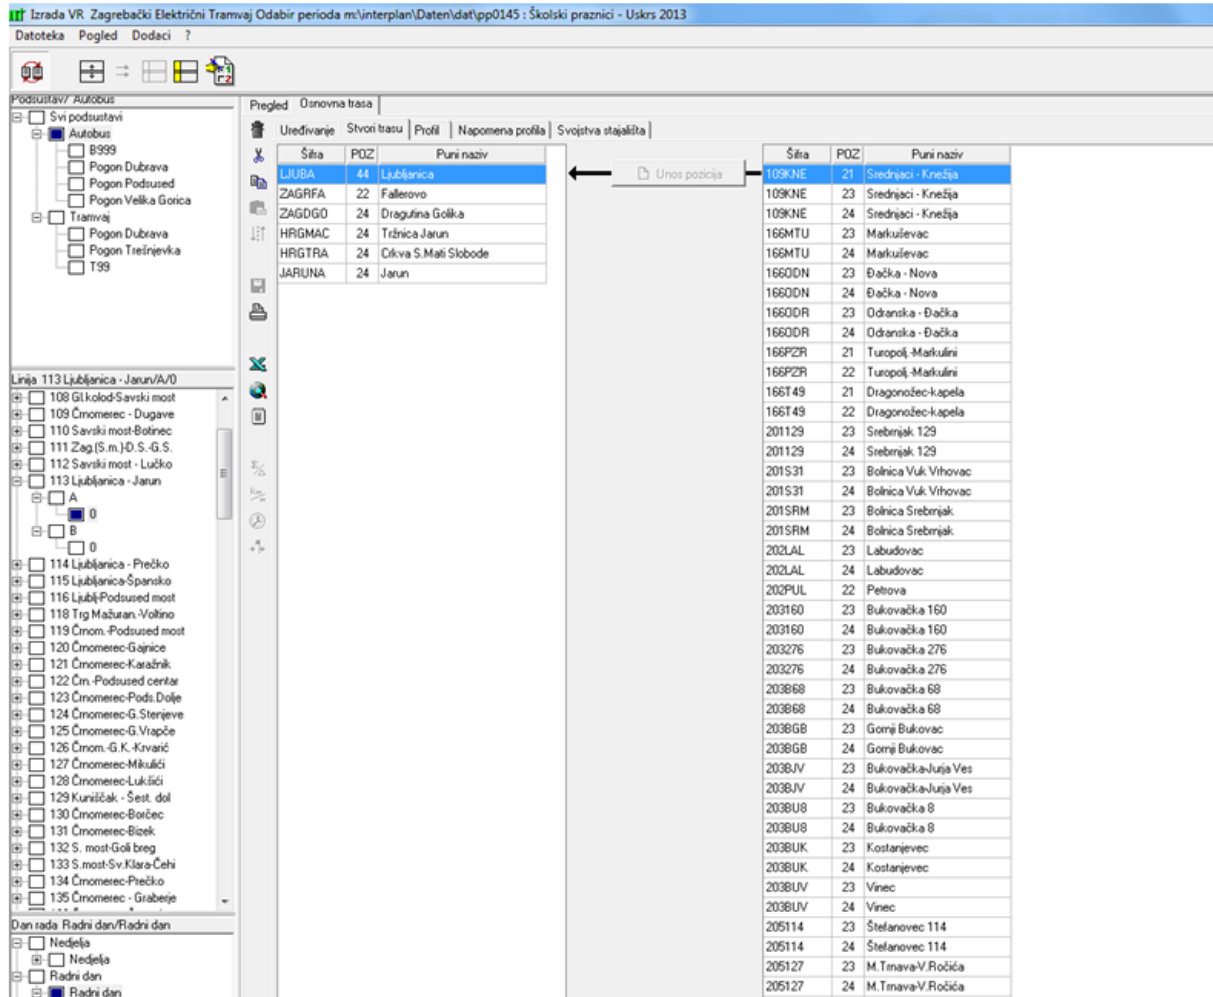 Izrada VR Zagrebački Električni Tramvaj Odabir perioda m:\interplan\Daten\dat\pp0145 : Školski praznici - Uskrs 2013
Datoteka Pogled Dodaci ?
Podsustav/ Autobus
Svi podsustavi
Autobus
B999
Pogon Dubrava
Pogon Podsused
Pogon Velika Gorica
Tramvaj
Pogon Dubrava
Pogon Trešnjevka
T99
Linija 113 Ljubljanica - Jarun/A/0
108 Gl.kolod-Savski most
109 Črnomerec - Dugave
110 Savski most-Botinec
111 Zag.(S.m.)-D.S.-G.S.
112 Savski most - Lučko
113 Ljubljanica - Jarun
A
0
B
0
114 Ljubljanica - Prečko
115 Ljubljanica-Špansko
116 Ljublj-Podsused most
118 Trg Mažuran.-Voltino
119 Črnom.-Podsused most
120 Črnomerec-Gajnice
121 Črnomerec-Karažnik
122 Črn.-Podsused centar
123 Črnomerec-Pods.Dolje
124 Črnomerec-G.Stenjeve
125 Črnomerec-G.Vrapče
126 Črnom.-G.K.-Krvarić
127 Črnomerec-Mikulići
128 Črnomerec-Lukšići
129 Kuniščak - Šest. dol
130 Črnomerec-Borčec
131 Črnomerec-Bizek
132 S. most-Goli breg
133 S.most-Sv.Klara-Čehi
134 Črnomerec-Prečko
135 Črnomerec - Graberje
Dan rada Radni dan/Radni dan
Nedjelja
Nedjelja
Radni dan
Radni dan
Pregled Osnovna trasa
Uređivanje Stvori trasu Profil Napomena profila Svojstva stajališta
Šifra POZ Puni naziv
LJUBA 44 Ljubljanica
ZAGRFA 22 Fallerovo
ZAGDGO 24 Dragutina Golika
HRGMAC 24 Tržnica Jarun
HRGTRA 24 Crkva S.Mati Slobode
JARUNA 24 Jarun
Unos pozicija
Šifra POZ Puni naziv
109KNE 21 Srednjaci - Knežija
109KNE 23 Srednjaci - Knežija
109KNE 24 Srednjaci - Knežija
166MTU 23 Markuševac
166MTU 24 Markuševac
166ODN 23 Đačka - Nova
166ODN 24 Đačka - Nova
166ODR 23 Odranska - Đačka
166ODR 24 Odranska - Đačka
166PZR 21 Turopolj.-Markulini
166PZR 22 Turopolj.-Markulini
166T49 21 Dragonožec-kapela
166T49 22 Dragonožec-kapela
201129 23 Srebrnjak 129
201129 24 Srebrnjak 129
201S31 23 Bolnica Vuk Vrhovac
201S31 24 Bolnica Vuk Vrhovac
201SRM 23 Bolnica Srebrnjak
201SRM 24 Bolnica Srebrnjak
202LAL 23 Labudovac
202LAL 24 Labudovac
202PUL 22 Petrova
203160 23 Bukovačka 160
203160 24 Bukovačka 160
203276 23 Bukovačka 276
203276 24 Bukovačka 276
203B68 23 Bukovačka 68
203B68 24 Bukovačka 68
203BGB 23 Gornji Bukovac
203BGB 24 Gornji Bukovac
203BJV 23 Bukovačka-Jurja Ves
203BJV 24 Bukovačka-Jurja Ves
203BU8 23 Bukovačka 8
203BU8 24 Bukovačka 8
203BUK 23 Kostanjevec
203BUK 24 Kostanjevec
203BUV 23 Vinec
203BUV 24 Vinec
205114 23 Štefanovec 114
205114 24 Štefanovec 114
205127 23 M.Trnava-V.Ročića
205127 24 M.Trnava-V.Ročića